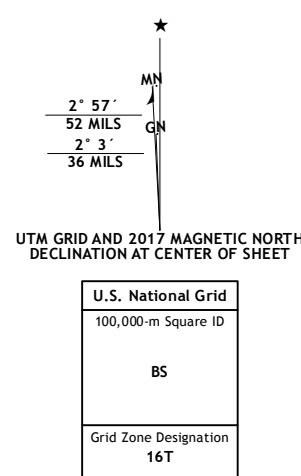 MN
2° 57´
52 MILS
GN
2° 3´
36 MILS
UTM GRID AND 2017 MAGNETIC NORTH
DECLINATION AT CENTER OF SHEET
U.S. National Grid
100,000-m Square ID
BS
Grid Zone Designation
16T